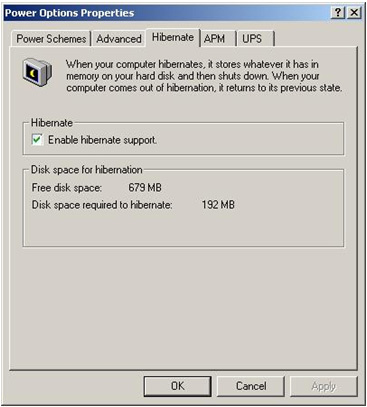 Power Options Properties
Power Schemes Advanced Hibernate APM UPS
When your computer hibernates, it stores whatever it has in
memory on your hard disk and then shuts down. When your
computer comes out of hibernation, it returns to its previous state.
Hibernate
Enable hibernate support.
Disk space for hibernation
Free disk space: 679 MB
Disk space required to hibernate: 192 MB
OK Cancel Apply